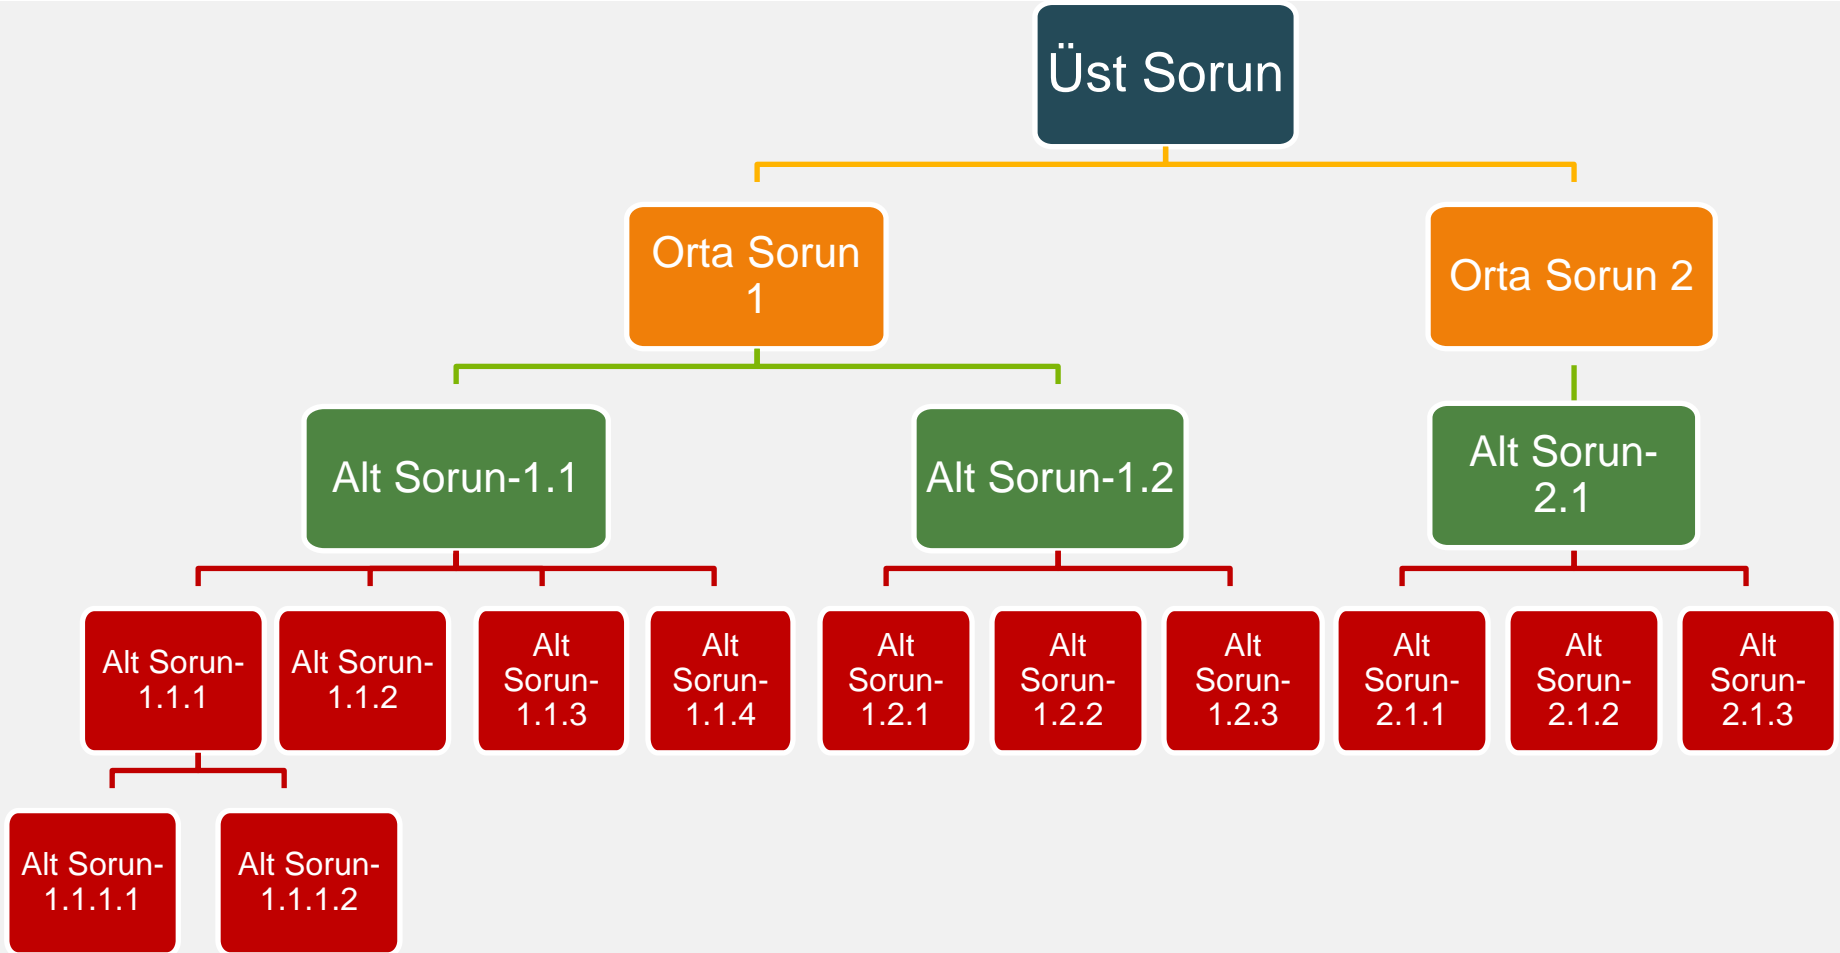 Üst Sorun
Orta Sorun
1
Orta Sorun 2
Alt Sorun-1.1
Alt Sorun-1.2
Alt Sorun-
2.1
Alt Sorun-
1.1.1
Alt Sorun-
1.1.2
Alt
Sorun-
1.1.3
Alt
Sorun-
1.1.4
Alt
Sorun-
1.2.1
Alt
Sorun-
1.2.2
Alt
Sorun-
1.2.3
Alt
Sorun-
2.1.1
Alt
Sorun-
2.1.2
Alt
Sorun-
2.1.3
Alt Sorun-
1.1.1.1
Alt Sorun-
1.1.1.2